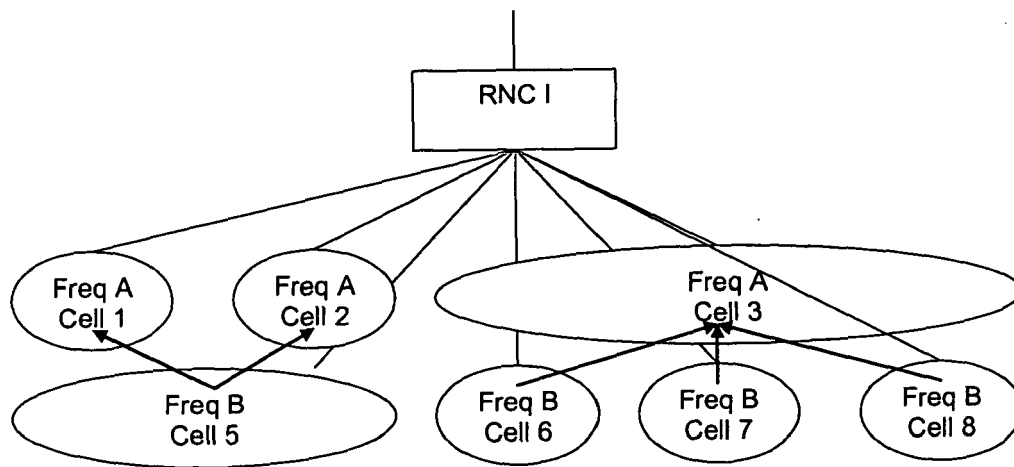 RNC I
Freq A
Cell 1
Freq A
Cell 2
Freq A
Cell 3
Freq B
Cell 5
Freq B
Cell 6
Freq B
Cell 7
Freq B
Cell 8